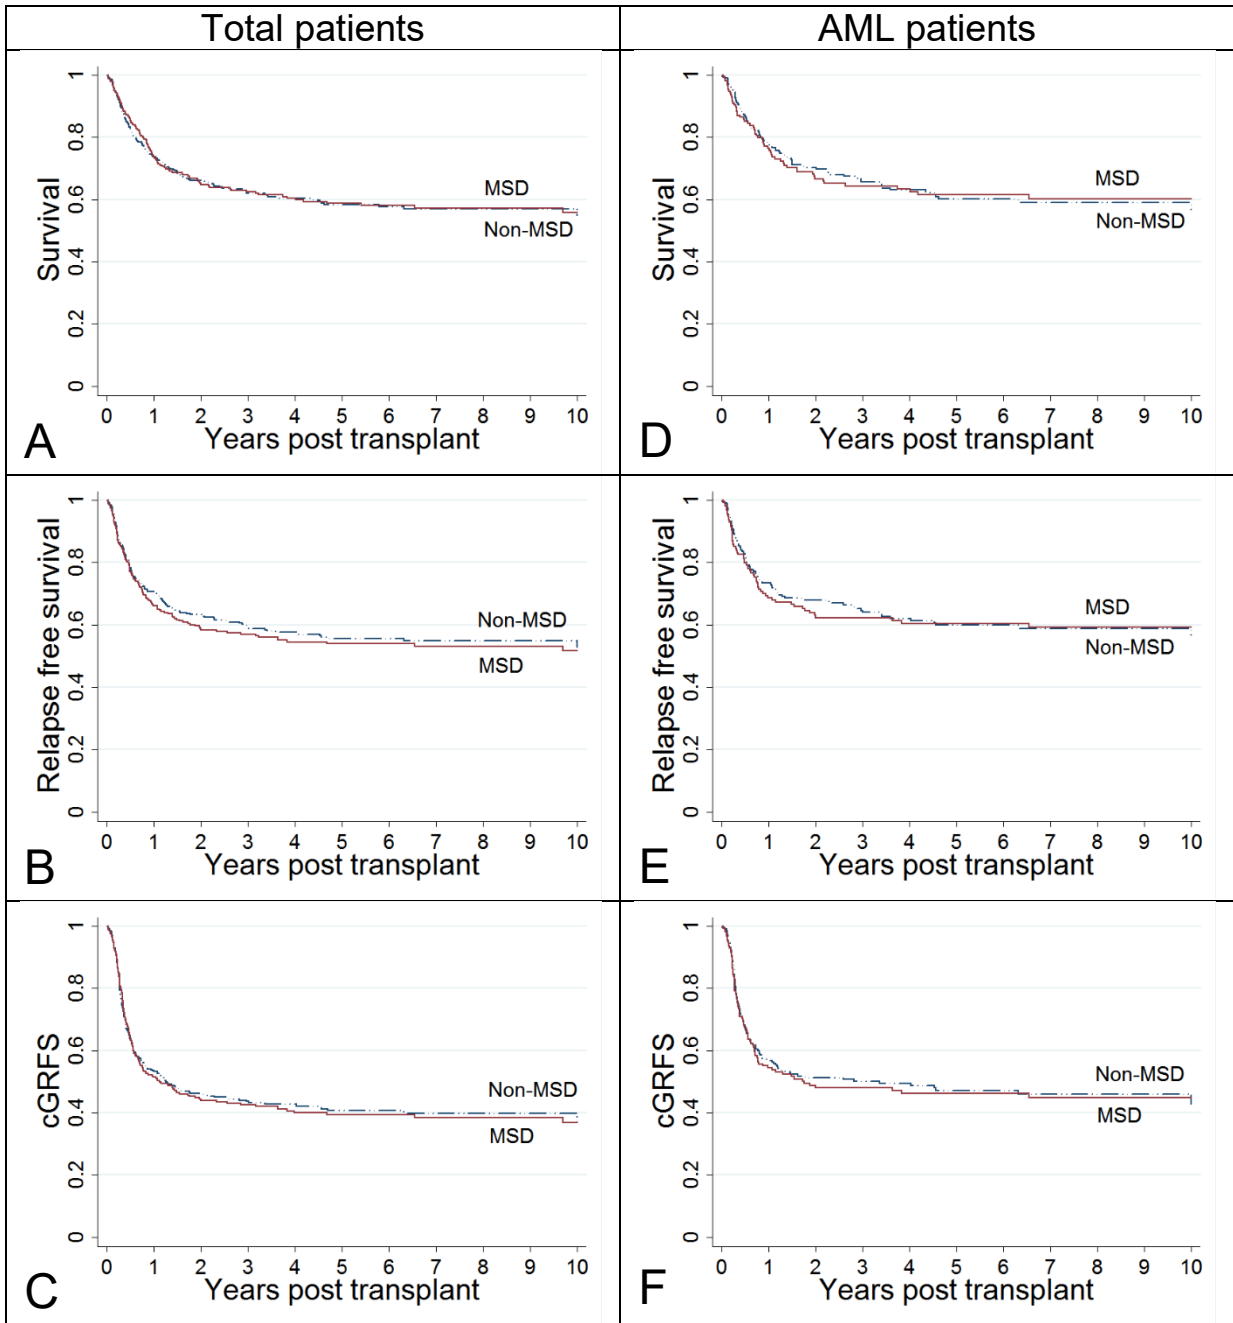 Total patients
AML patients
Survival
1
0.8
0.6
0.4
0.2
0
MSD
Non-MSD
0 1 2 3 4 5 6 7 8 9 10
Years post transplant
A
Survival
1
0.8
0.6
0.4
0.2
0
MSD
Non-MSD
0 1 2 3 4 5 6 7 8 9 10
Years post transplant
D
Relapse free survival
1
0.8
0.6
0.4
0.2
0
Non-MSD
MSD
0 1 2 3 4 5 6 7 8 9 10
Years post transplant
B
Relapse free survival
1
0.8
0.6
0.4
0.2
0
MSD
Non-MSD
0 1 2 3 4 5 6 7 8 9 10
Years post transplant
E
cGRFS
1
0.8
0.6
0.4
0.2
0
Non-MSD
MSD
0 1 2 3 4 5 6 7 8 9 10
Years post transplant
C
cGRFS
1
0.8
0.6
0.4
0.2
0
Non-MSD
MSD
0 1 2 3 4 5 6 7 8 9 10
Years post transplant
F